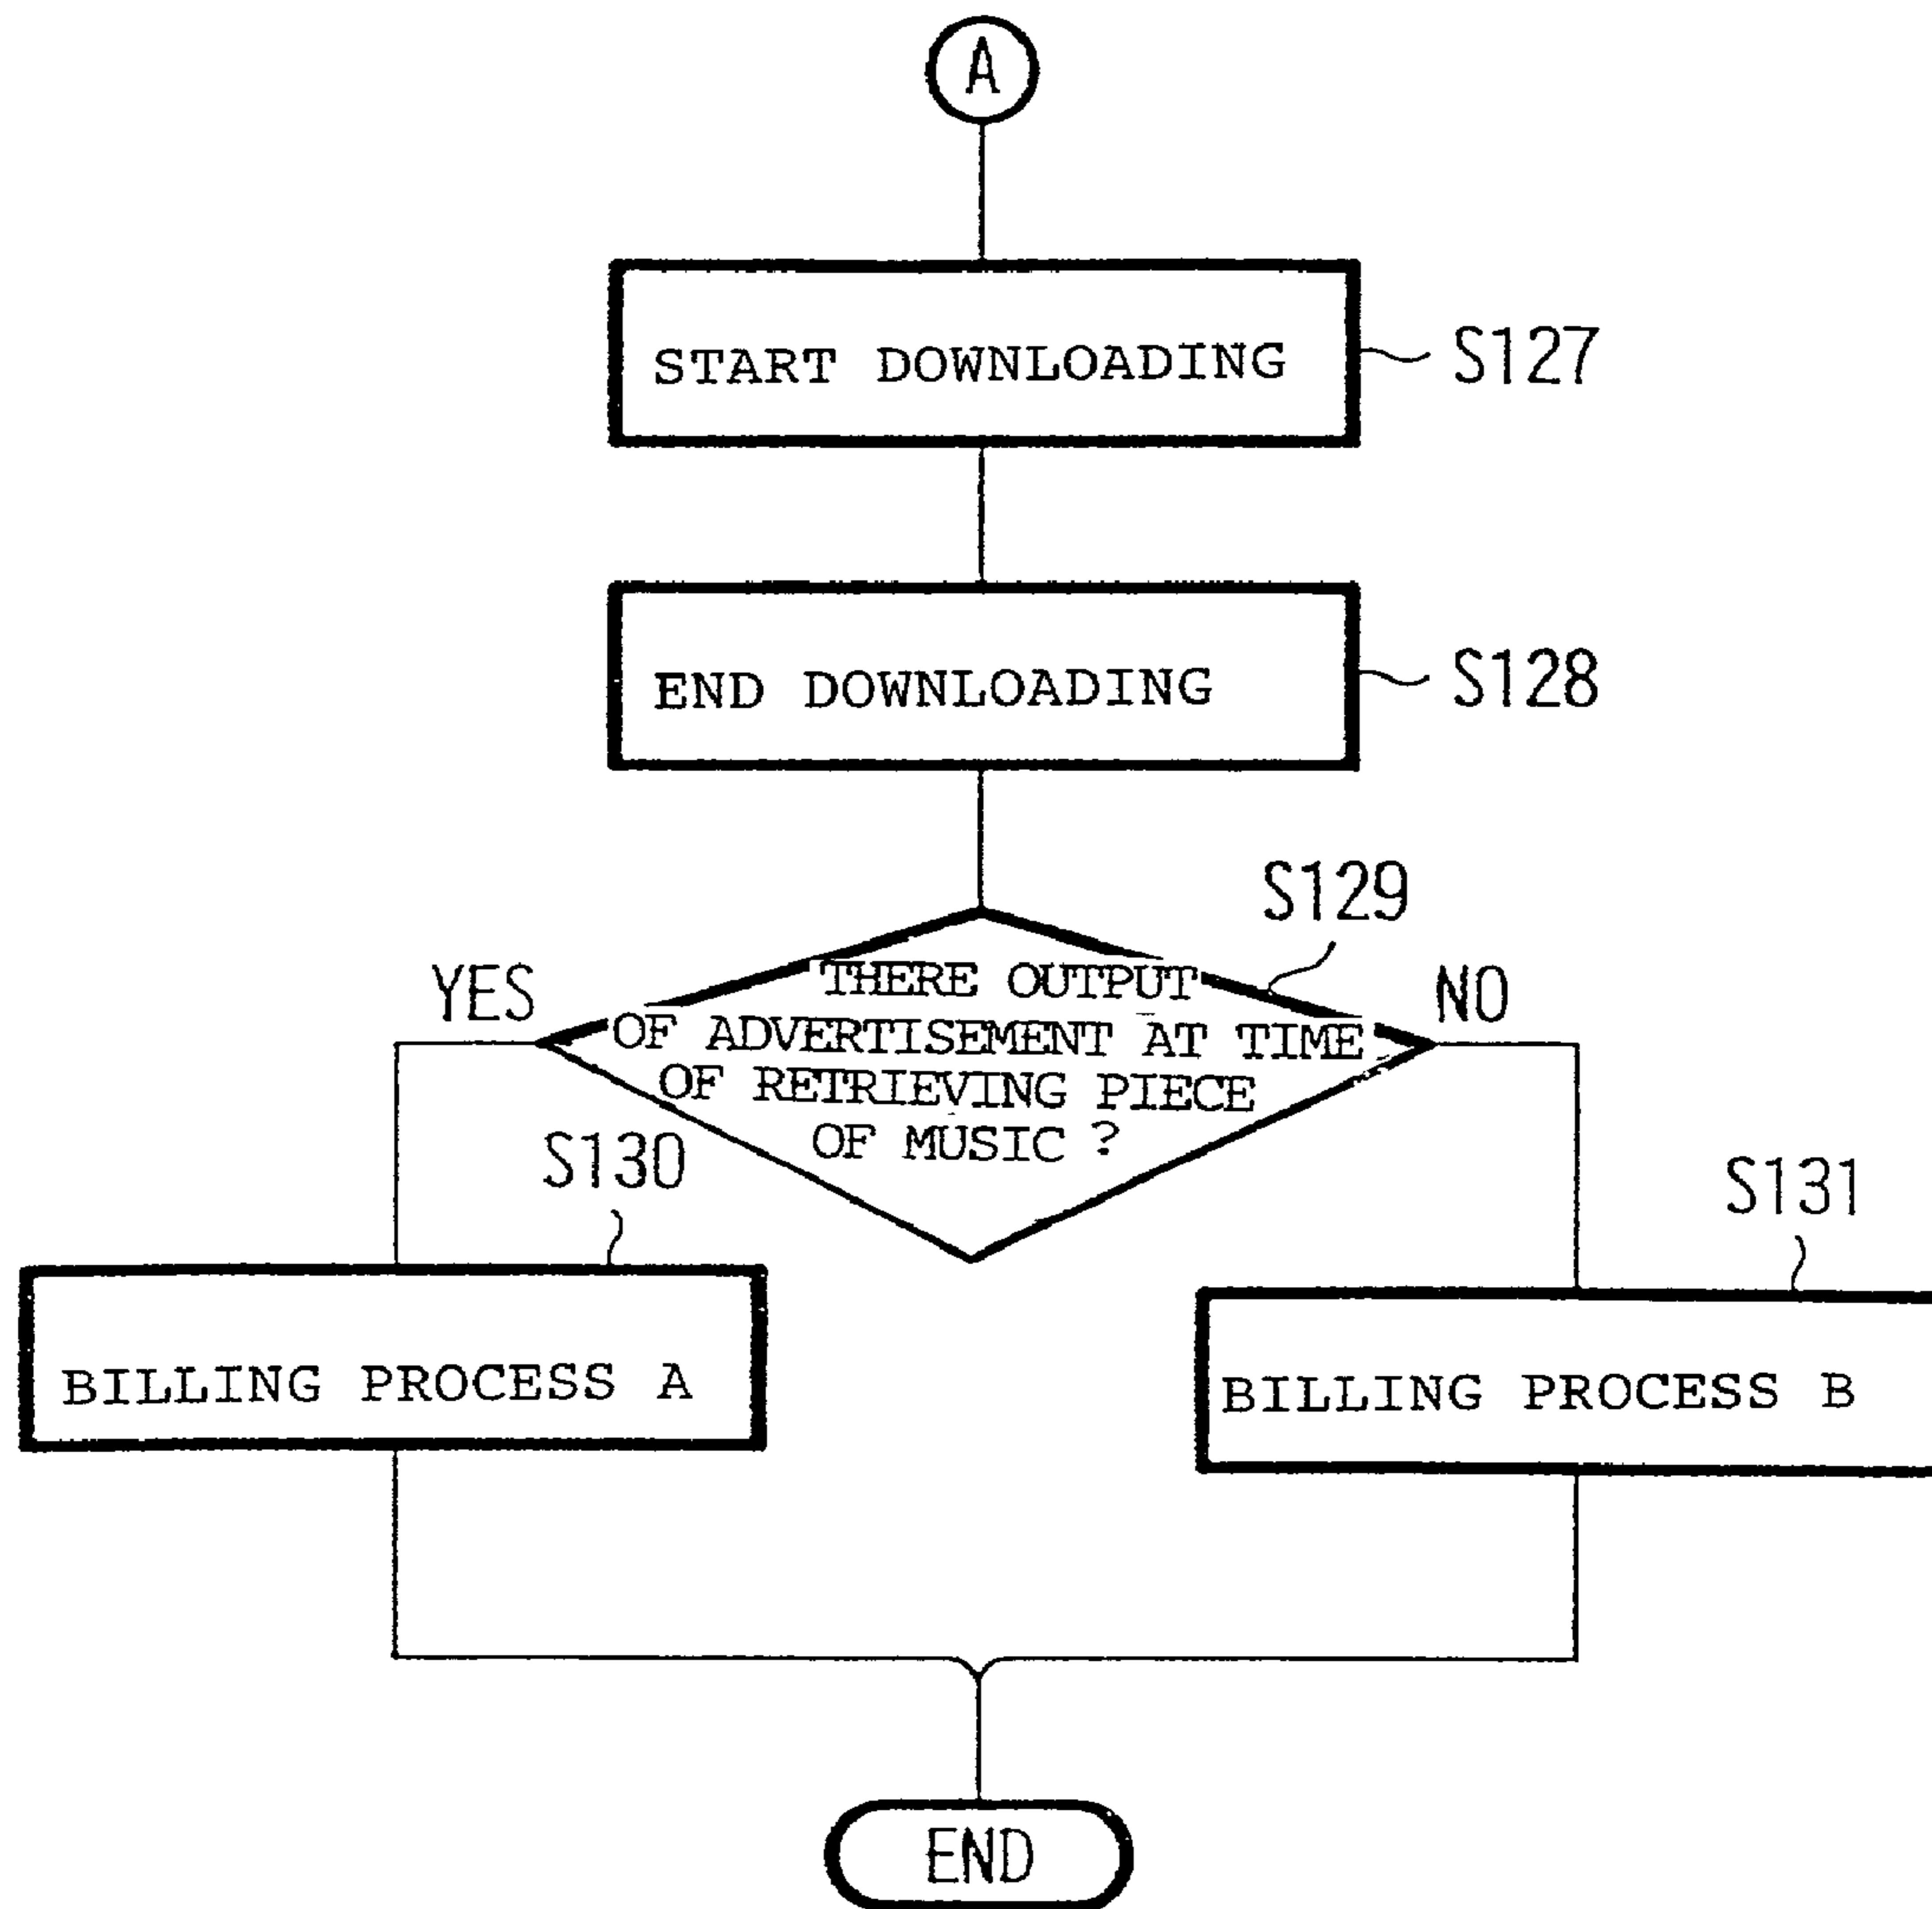 A
START DOWNLOADING
S127
END DOWNLOADING
S128
S129
YES
NO
THERE OUTPUT
OF ADVERTISEMENT AT TIME
OF RETRIEVING PIECE
OF MUSIC ?
S130
S131
BILLING PROCESS A
BILLING PROCESS B
END